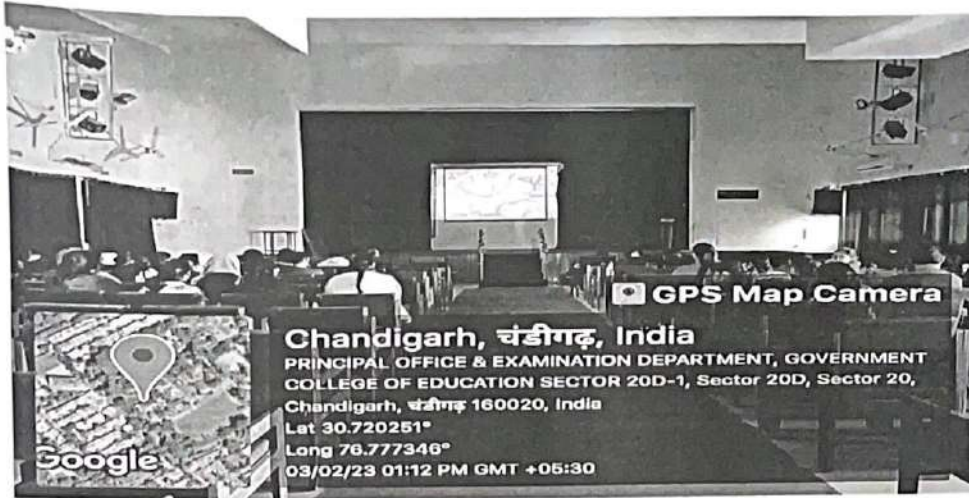 GPS Map Camera
Chandigarh, चंडीगढ़, India
PRINCIPAL OFFICE & EXAMINATION DEPARTMENT, GOVERNMENT
COLLEGE OF EDUCATION SECTOR 20D-1, Sector 20D, Sector 20,
Chandigarh, चंडीगढ़ 160020, India
Lat 30.720251°
Long 76.777346°
03/02/23 01:12 PM GMT +05:30
Google